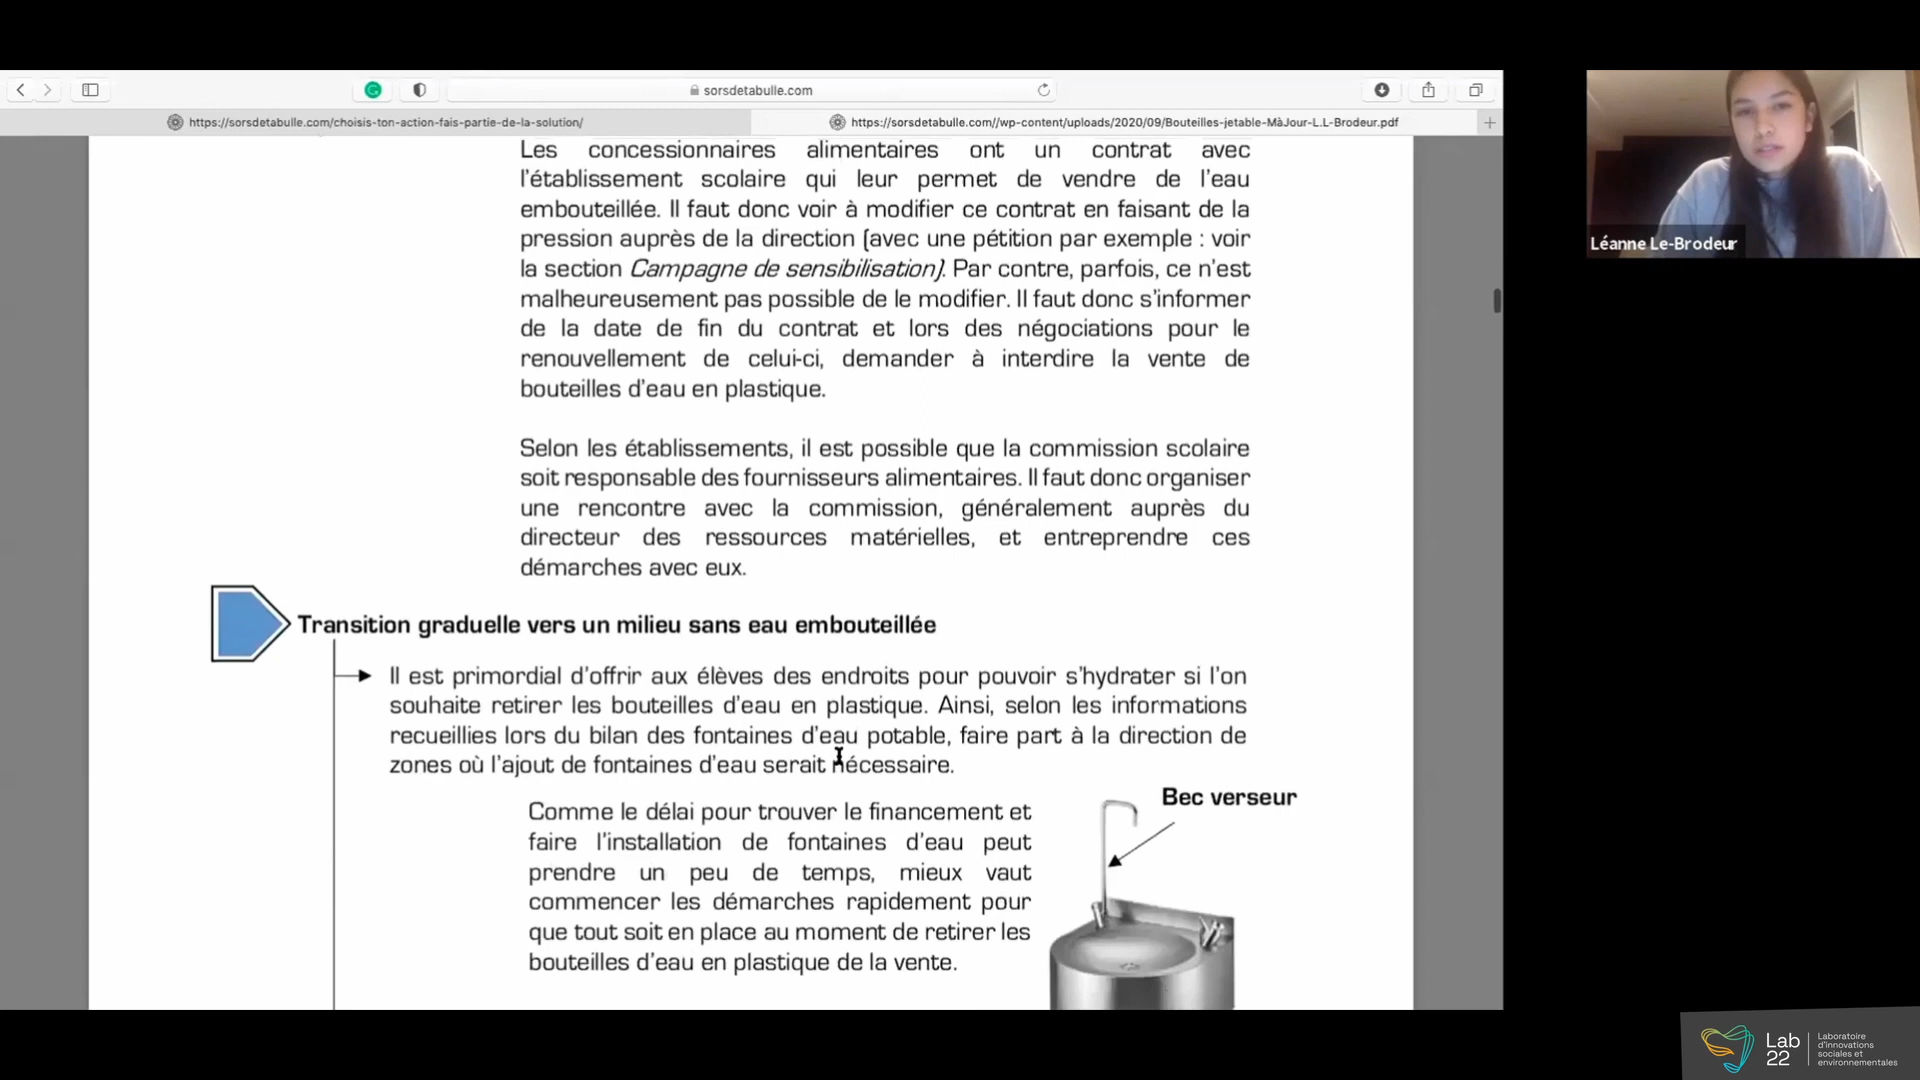 sorsdetabulle.com
https://sorsdetabulle.com/choisis-ton-action-fais-partie-de-la-solution/
https://sorsdetabulle.com//wp-content/uploads/2020/09/Bouteilles-jetable-MàJour-L.L-Brodeur.pdf
Les concessionnaires alimentaires ont un contrat avec
l'établissement scolaire qui leur permet de vendre de l'eau
embouteillée. Il faut donc voir à modifier ce contrat en faisant de la
pression auprès de la direction (avec une pétition par exemple : voir
la section Campagne de sensibilisation). Par contre, parfois, ce n'est
malheureusement pas possible de le modifier. Il faut donc s'informer
de la date de fin du contrat et lors des négociations pour le
renouvellement de celui-ci, demander à interdire la vente de
bouteilles d'eau en plastique.
Selon les établissements, il est possible que la commission scolaire
soit responsable des fournisseurs alimentaires. Il faut donc organiser
une rencontre avec la commission, généralement auprès du
directeur des ressources matérielles, et entreprendre ces
démarches avec eux.
Transition graduelle vers un milieu sans eau embouteillée
Il est primordial d'offrir aux élèves des endroits pour pouvoir s'hydrater si l'on
souhaite retirer les bouteilles d'eau en plastique. Ainsi, selon les informations
recueillies lors du bilan des fontaines d'eau potable, faire part à la direction de
zones où l'ajout de fontaines d'eau serait nécessaire.
Comme le délai pour trouver le financement et
faire l'installation de fontaines d'eau peut
prendre un peu de temps, mieux vaut
commencer les démarches rapidement pour
que tout soit en place au moment de retirer les
bouteilles d'eau en plastique de la vente.
Bec verseur
Léanne Le-Brodeur
Lab
22
Laboratoire
d'innovations
sociales et
environnementales